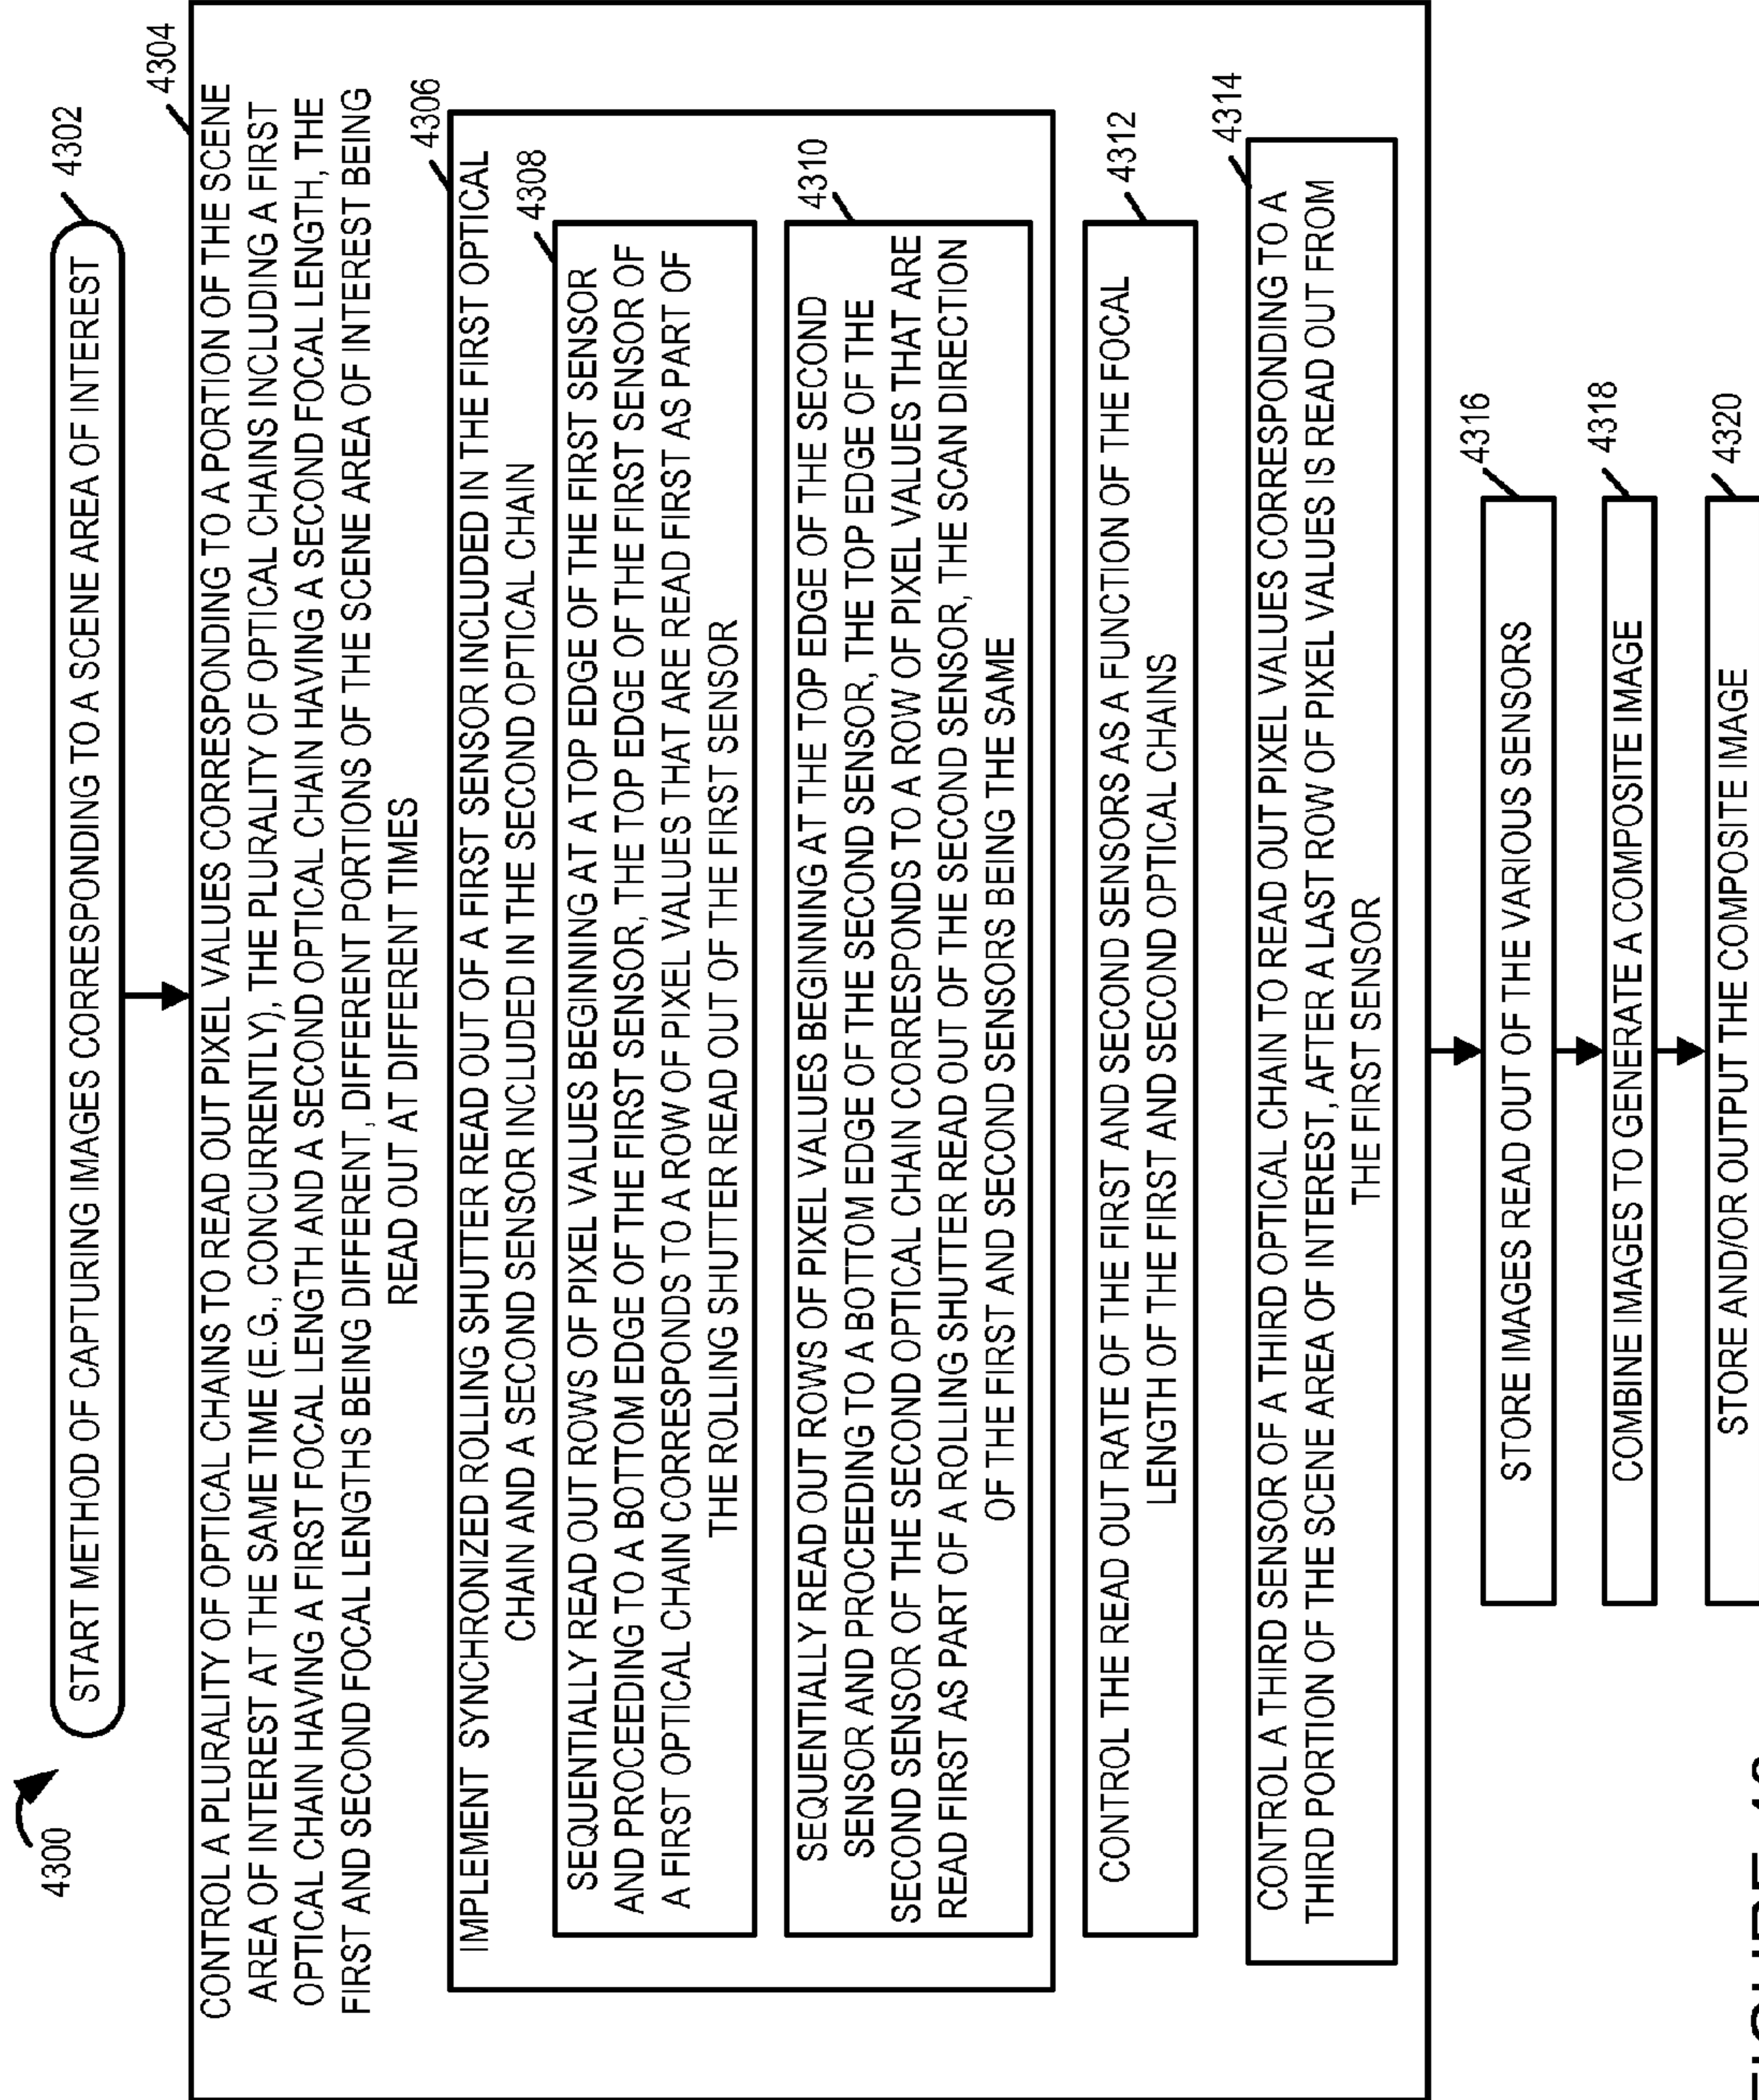 4300
START METHOD OF CAPTURING IMAGES CORRESPONDING TO A SCENE AREA OF INTEREST
4302
4304
CONTROL A PLURALITY OF OPTICAL CHAINS TO READ OUT PIXEL VALUES CORRESPONDING TO A PORTION OF THE SCENE
AREA OF INTEREST AT THE SAME TIME (E.G., CONCURRENTLY), THE PLURALITY OF OPTICAL CHAINS INCLUDING A FIRST
OPTICAL CHAIN HAVING A FIRST FOCAL LENGTH AND A SECOND OPTICAL CHAIN HAVING A SECOND FOCAL LENGTH, THE
FIRST AND SECOND FOCAL LENGTHS BEING DIFFERENT, DIFFERENT PORTIONS OF THE SCENE AREA OF INTEREST BEING
READ OUT AT DIFFERENT TIMES
4306
IMPLEMENT SYNCHRONIZED ROLLING SHUTTER READ OUT OF A FIRST SENSOR INCLUDED IN THE FIRST OPTICAL
CHAIN AND A SECOND SENSOR INCLUDED IN THE SECOND OPTICAL CHAIN
4308
SEQUENTIALLY READ OUT ROWS OF PIXEL VALUES BEGINNING AT A TOP EDGE OF THE FIRST SENSOR
AND PROCEEDING TO A BOTTOM EDGE OF THE FIRST SENSOR, THE TOP EDGE OF THE FIRST SENSOR OF
A FIRST OPTICAL CHAIN CORRESPONDS TO A ROW OF PIXEL VALUES THAT ARE READ FIRST AS PART OF
THE ROLLING SHUTTER READ OUT OF THE FIRST SENSOR
4310
SEQUENTIALLY READ OUT ROWS OF PIXEL VALUES BEGINNING AT THE TOP EDGE OF THE SECOND
SENSOR AND PROCEEDING TO A BOTTOM EDGE OF THE SECOND SENSOR, THE TOP EDGE OF THE
SECOND SENSOR OF THE SECOND OPTICAL CHAIN CORRESPONDS TO A ROW OF PIXEL VALUES THAT ARE
READ FIRST AS PART OF A ROLLING SHUTTER READ OUT OF THE SECOND SENSOR, THE SCAN DIRECTION
OF THE FIRST AND SECOND SENSORS BEING THE SAME
4312
CONTROL THE READ OUT RATE OF THE FIRST AND SECOND SENSORS AS A FUNCTION OF THE FOCAL
LENGTH OF THE FIRST AND SECOND OPTICAL CHAINS
4314
CONTROL A THIRD SENSOR OF A THIRD OPTICAL CHAIN TO READ OUT PIXEL VALUES CORRESPONDING TO A
THIRD PORTION OF THE SCENE AREA OF INTEREST, AFTER A LAST ROW OF PIXEL VALUES IS READ OUT FROM
THE FIRST SENSOR
4316
STORE IMAGES READ OUT OF THE VARIOUS SENSORS
4318
COMBINE IMAGES TO GENERATE A COMPOSITE IMAGE
4320
STORE AND/OR OUTPUT THE COMPOSITE IMAGE